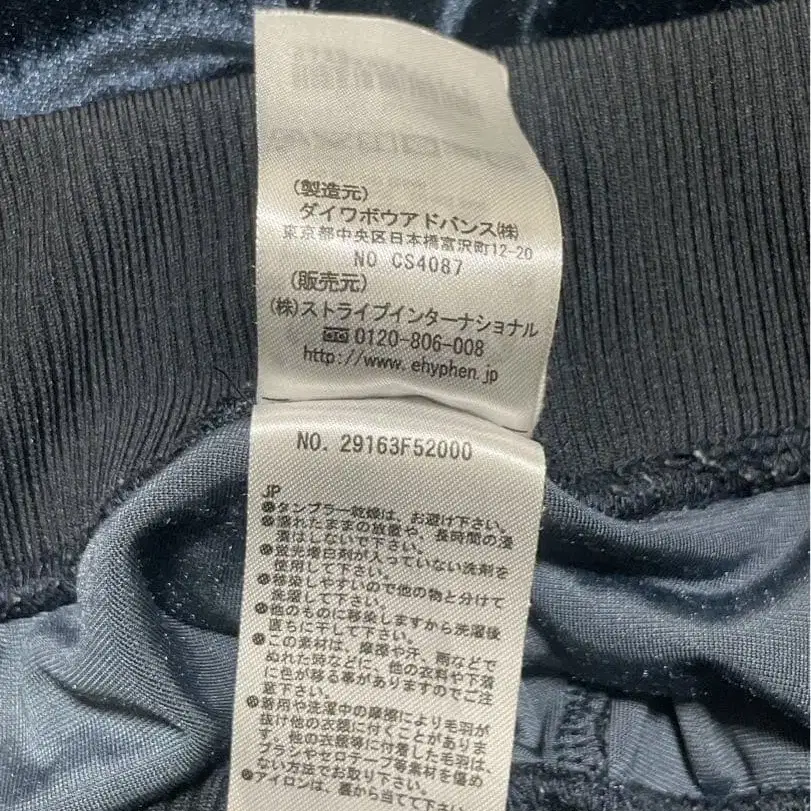 (製造元)
ダイワボウアドバンス㈱
東京都中央区日本橋富沢町12-20
NO CS4087
(販売元)
(株)ストライプインターナショナル
0120-806-008
http://www.ehyphen.jp
NO. 29163F52000
JP
※タンブラー乾燥は、お避け下さい。
※濡れたままの放置や、長時間の浸
漬はしないで下さい。
※蛍光増白剤が入っていない洗剤を
使用して下さい。
※移染しやすいので他の物と分けて
洗濯して下さい。
※他のものに移染しますから洗濯後
直ちに干して下さい。
※この素材は、摩擦や汗、雨などで
ぬれた時などに、他の衣料や下着
に色が移る事がありますのでご注
意下さい。
※着用や洗濯中の摩擦により毛羽が
抜け他の衣類に付くことがありま
す。他の衣類等に付着した毛羽は、
ブラシやセロテープ等素材を傷め
ない方法でお取り下さい。
※アイロンは、裏から当てて下さい。